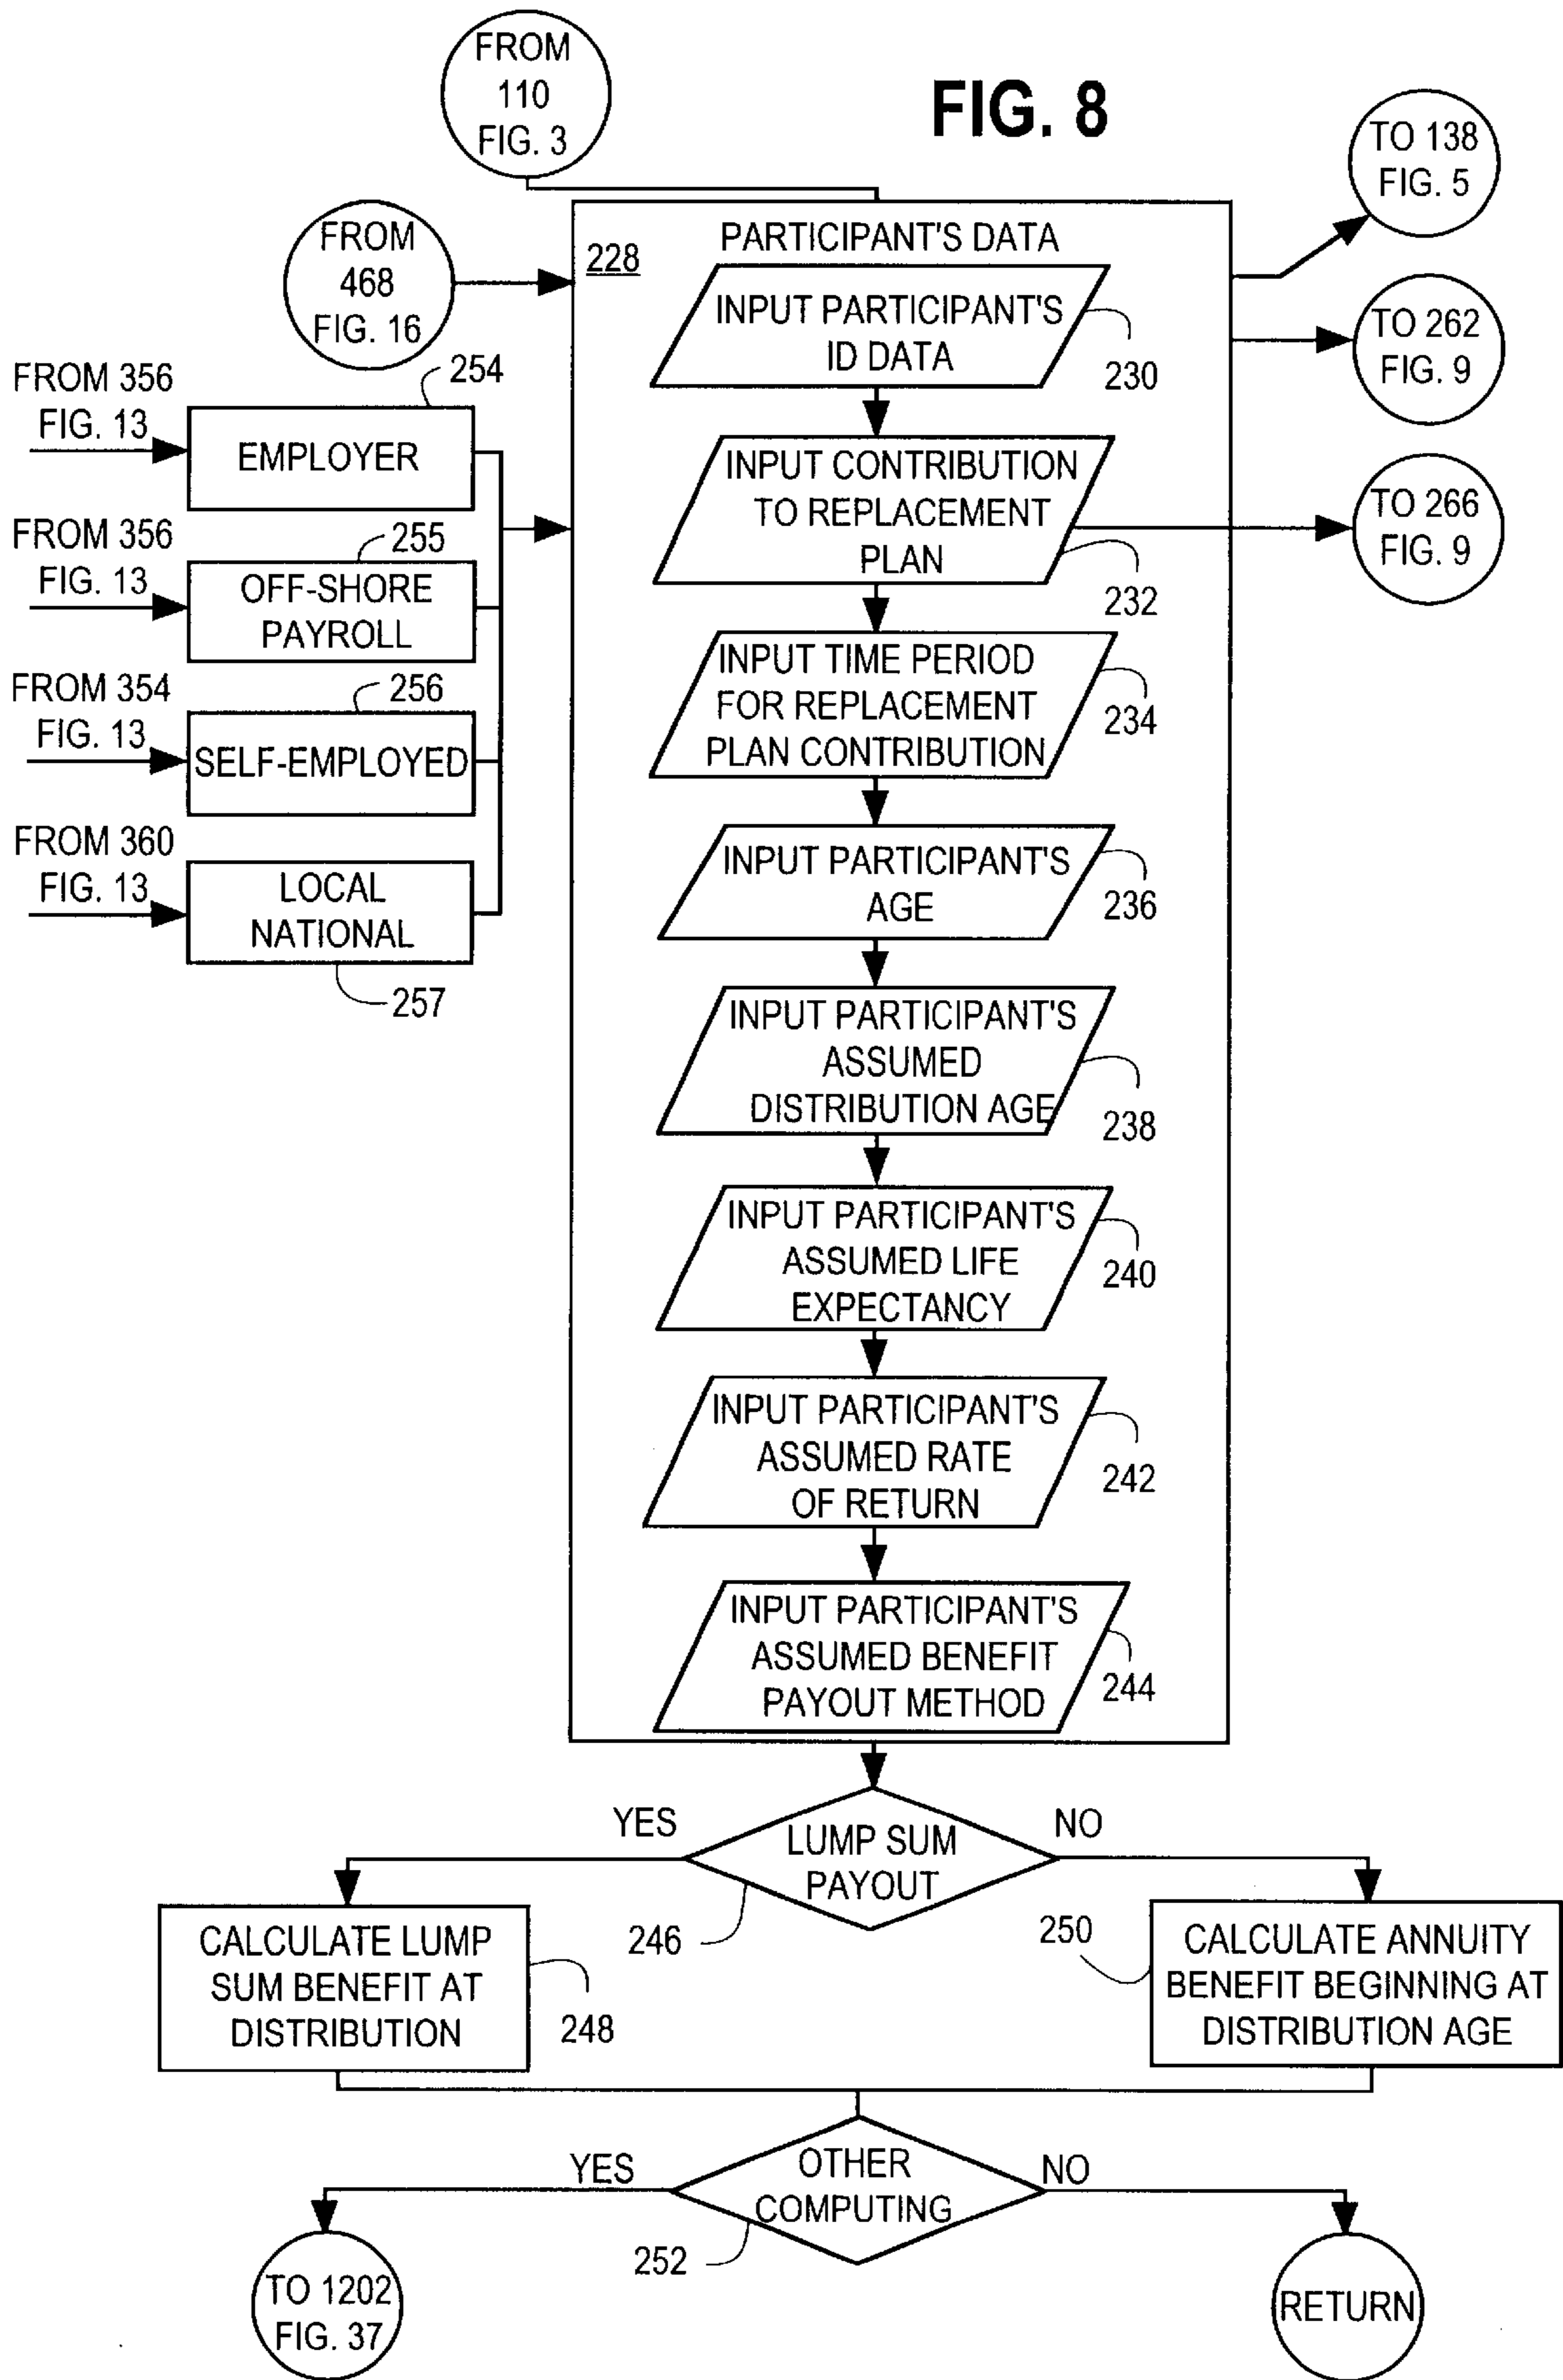 FROM
110
FIG. 3
FIG. 8
TO 138
FIG. 5
FROM
468
FIG. 16
228
PARTICIPANT'S DATA
INPUT PARTICIPANT'S
ID DATA
230
TO 262
FIG. 9
FROM 356
FIG. 13
254
EMPLOYER
INPUT CONTRIBUTION
TO REPLACEMENT
PLAN
232
TO 266
FIG. 9
FROM 356
FIG. 13
255
OFF-SHORE
PAYROLL
INPUT TIME PERIOD
FOR REPLACEMENT
PLAN CONTRIBUTION
234
FROM 354
FIG. 13
256
SELF-EMPLOYED
FROM 360
FIG. 13
LOCAL
NATIONAL
257
INPUT PARTICIPANT'S
AGE
236
INPUT PARTICIPANT'S
ASSUMED
DISTRIBUTION AGE
238
INPUT PARTICIPANT'S
ASSUMED LIFE
EXPECTANCY
240
INPUT PARTICIPANT'S
ASSUMED RATE
OF RETURN
242
INPUT PARTICIPANT'S
ASSUMED BENEFIT
PAYOUT METHOD
244
YES
LUMP SUM
PAYOUT
NO
246
CALCULATE LUMP
SUM BENEFIT AT
DISTRIBUTION
248
250
CALCULATE ANNUITY
BENEFIT BEGINNING AT
DISTRIBUTION AGE
YES
OTHER
COMPUTING
NO
252
TO 1202
FIG. 37
RETURN